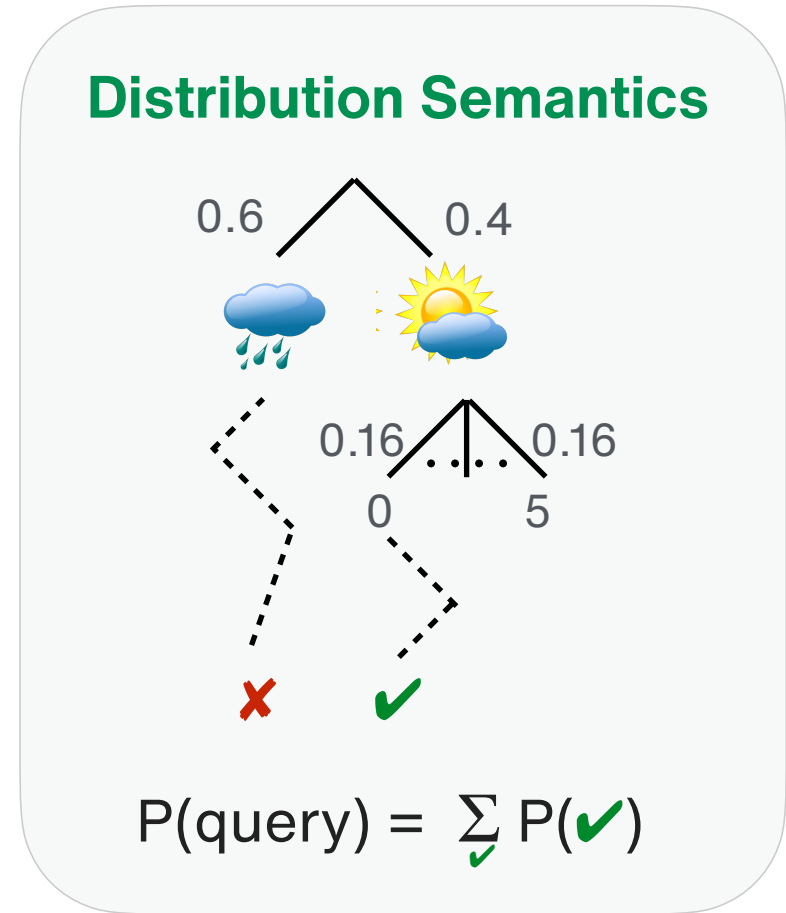 Distribution Semantics
0.6 0.4
0.16 0.16
0 5
✘ ✔
P(query) = Σ P(✔)
✔